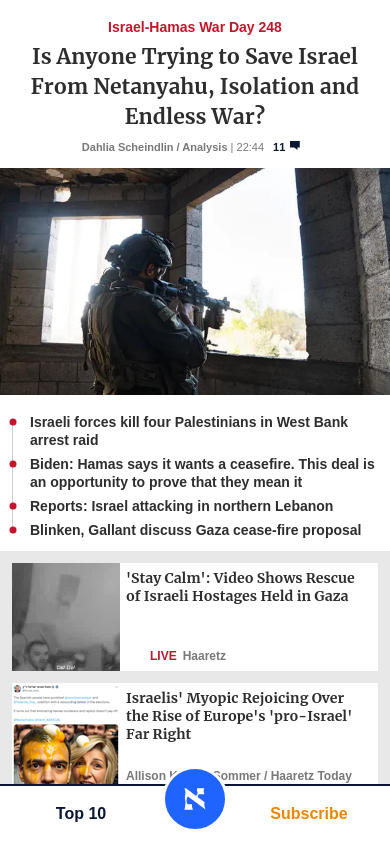 Israel-Hamas War Day 248
Is Anyone Trying to Save Israel
From Netanyahu, Isolation and
Endless War?
Dahlia Scheindlin / Analysis | 22:44 11
Israeli forces kill four Palestinians in West Bank
arrest raid
Biden: Hamas says it wants a ceasefire. This deal is
an opportunity to prove that they mean it
Reports: Israel attacking in northern Lebanon
Blinken, Gallant discuss Gaza cease-fire proposal
'Stay Calm': Video Shows Rescue
of Israeli Hostages Held in Gaza
LIVE Haaretz
Israelis' Myopic Rejoicing Over
the Rise of Europe's 'pro-Israel'
Far Right
Allison Sommer / Haaretz Today
Top 10
Subscribe